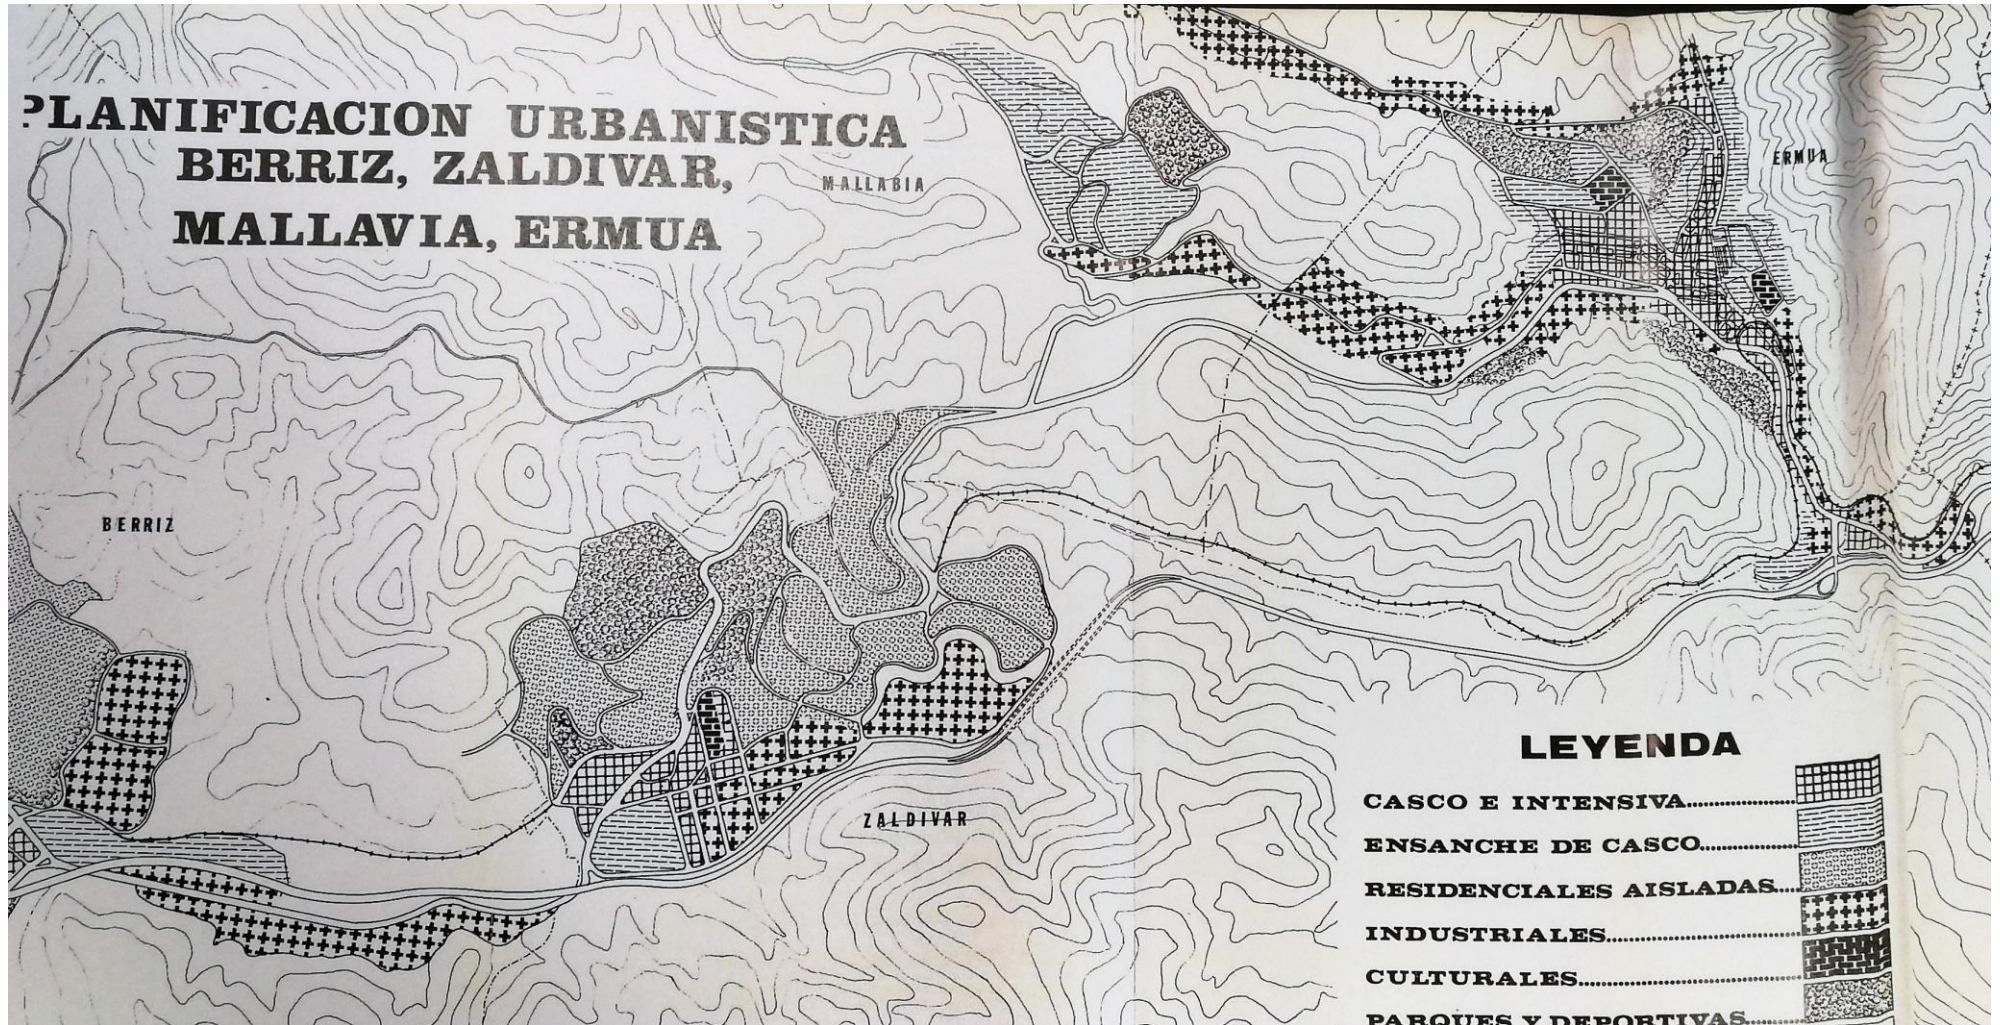 PLANIFICACION URBANISTICA
BERRIZ, ZALDIVAR,
MALLAVIA, ERMUA
MALLABIA
ERMUA
BERRIZ
ZALDIVAR
LEYENDA
CASCO E INTENSIVA
ENSANCHE DE CASCO
RESIDENCIALES AISLADAS
INDUSTRIALES
CULTURALES
PARQUES Y DEPORTIVAS